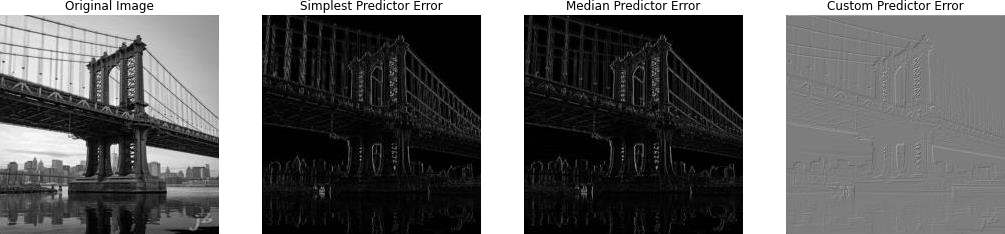 Original Image
Simplest Predictor Error
Median Predictor Error
Custom Predictor Error